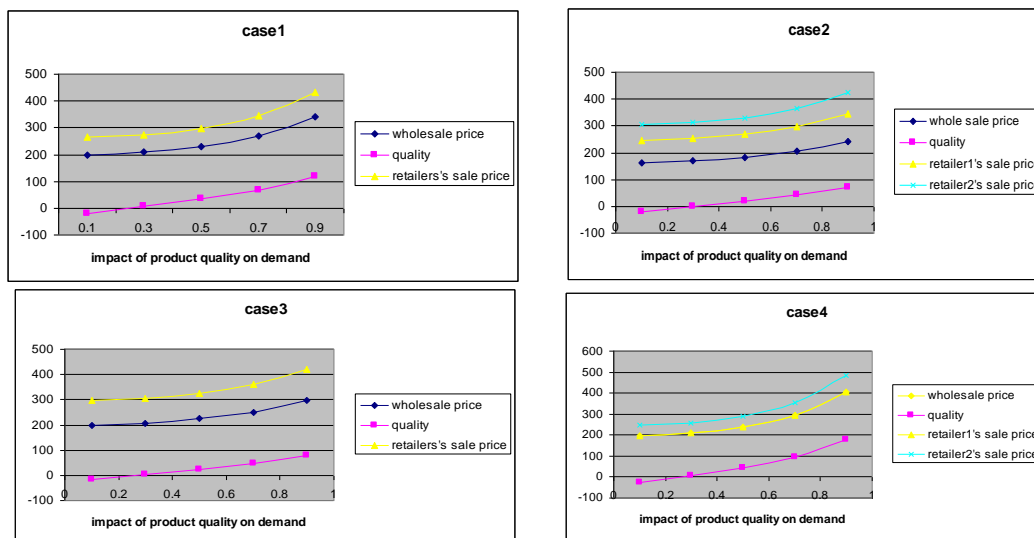 case1
500
400
300
200
100
0
-100
0.1 0.3 0.5 0.7 0.9
impact of product quality on demand
wholesale price
quality
retailers's sale price
case2
500
400
300
200
100
0
-100
0 0.2 0.4 0.6 0.8 1
impact of product quality on demand
whole sale price
quality
retailer1's sale price
retailer2's sale price
case3
500
400
300
200
100
0
-100
0 0.2 0.4 0.6 0.8 1
impact of product quality on demand
wholesale price
quality
retailers's sale price
case4
600
500
400
300
200
100
0
-100
0 0.2 0.4 0.6 0.8 1
impact of product quality on demand
wholesale price
quality
retailer1's sale price
retailer2's sale price